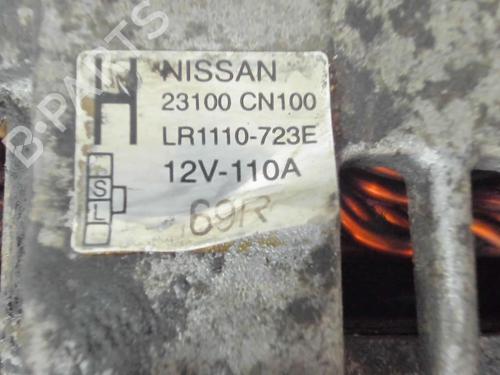 B-PARTS
H
NISSAN
23100 CN100
LR1110-723E
12V-110A
S
L
69R